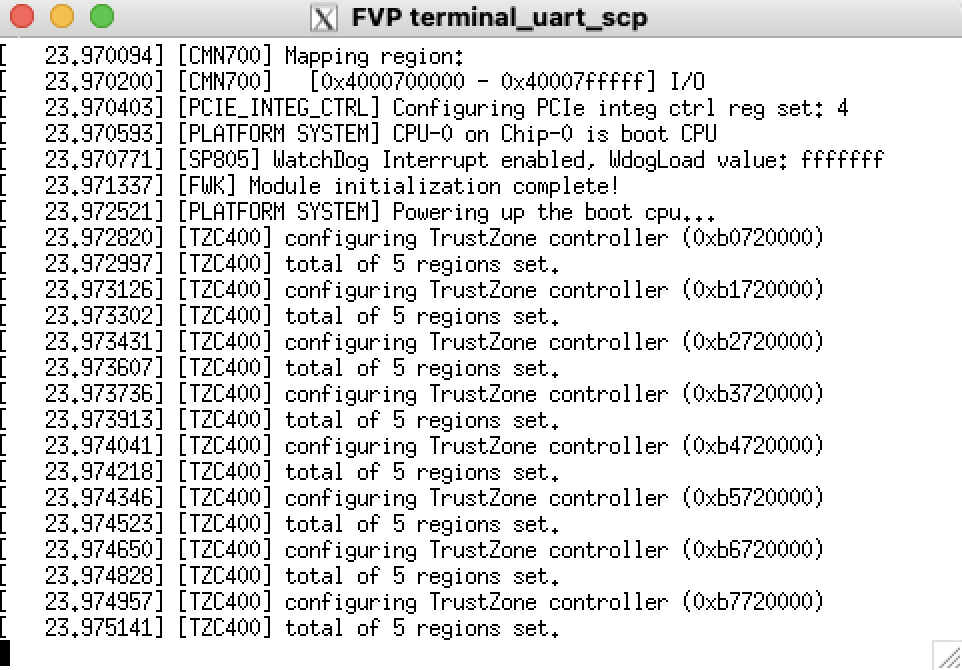 FVP terminal_uart_scp
[   23.970094] [CMN700] Mapping region:
[   23.970200] [CMN700]   [0x4000700000 - 0x40007fffff] I/O
[   23.970403] [PCIE_INTEG_CTRL] Configuring PCIe integ ctrl reg set: 4
[   23.970593] [PLATFORM SYSTEM] CPU-0 on Chip-0 is boot CPU
[   23.970771] [SP805] WatchDog Interrupt enabled, WdogLoad value: fffffff
[   23.971337] [FWK] Module initialization complete!
[   23.972521] [PLATFORM SYSTEM] Powering up the boot cpu...
[   23.972820] [TZC400] configuring TrustZone controller (0xb0720000)
[   23.972997] [TZC400] total of 5 regions set.
[   23.973126] [TZC400] configuring TrustZone controller (0xb1720000)
[   23.973302] [TZC400] total of 5 regions set.
[   23.973431] [TZC400] configuring TrustZone controller (0xb2720000)
[   23.973607] [TZC400] total of 5 regions set.
[   23.973736] [TZC400] configuring TrustZone controller (0xb3720000)
[   23.973913] [TZC400] total of 5 regions set.
[   23.974041] [TZC400] configuring TrustZone controller (0xb4720000)
[   23.974218] [TZC400] total of 5 regions set.
[   23.974346] [TZC400] configuring TrustZone controller (0xb5720000)
[   23.974523] [TZC400] total of 5 regions set.
[   23.974650] [TZC400] configuring TrustZone controller (0xb6720000)
[   23.974828] [TZC400] total of 5 regions set.
[   23.974957] [TZC400] configuring TrustZone controller (0xb7720000)
[   23.975141] [TZC400] total of 5 regions set.